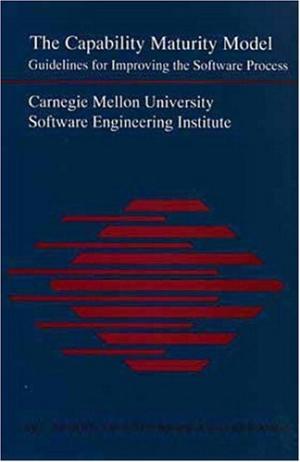 The Capability Maturity Model
Guidelines for Improving the Software Process
Carnegie Mellon University
Software Engineering Institute